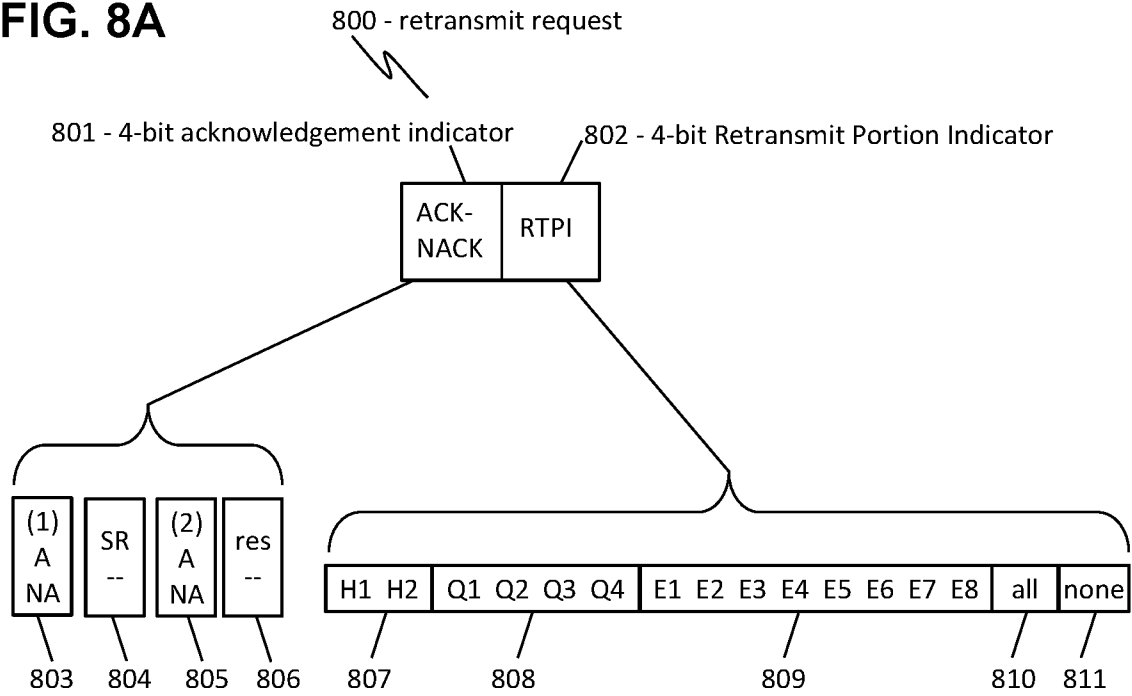 FIG. 8A
800 - retransmit request
801 - 4-bit acknowledgement indicator
802 - 4-bit Retransmit Portion Indicator
ACK-
NACK
RTPI
(1)
A
NA
SR
--
(2)
A
NA
res
--
H1 H2 Q1 Q2 Q3 Q4 E1 E2 E3 E4 E5 E6 E7 E8 all none
803 804 805 806 807 808 809 810 811